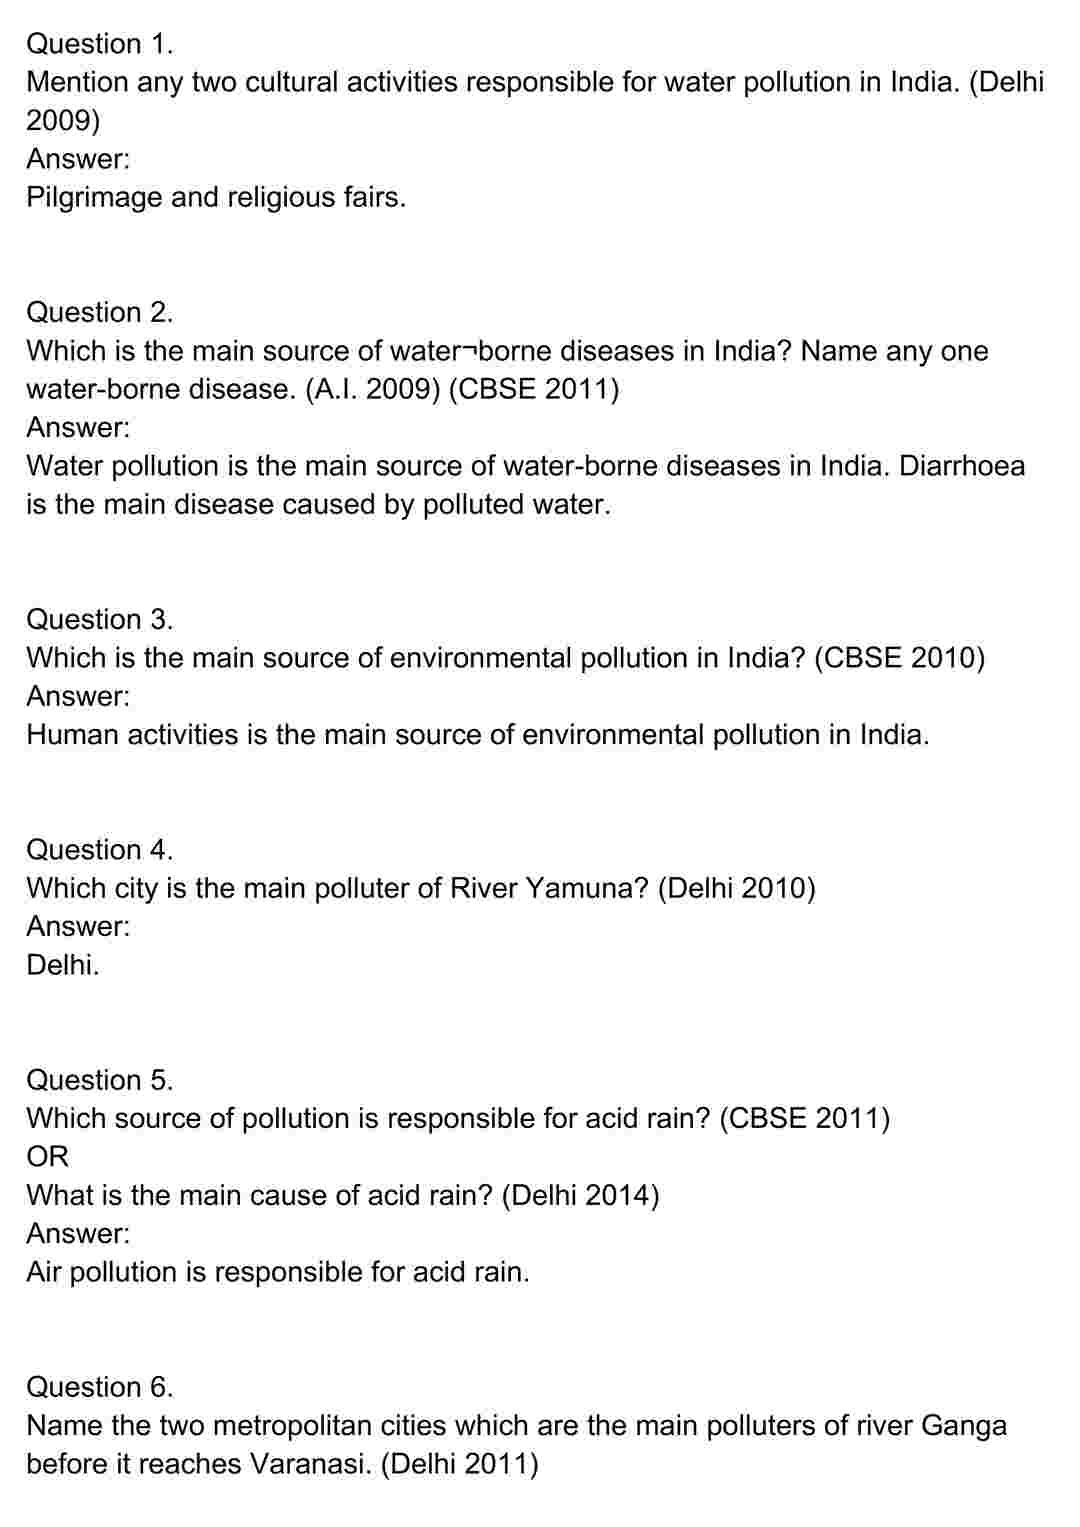 Question 1.
Mention any two cultural activities responsible for water pollution in India. (Delhi
2009)
Answer:
Pilgrimage and religious fairs.
Question 2.
Which is the main source of water¬borne diseases in India? Name any one
water-borne disease. (A.I. 2009) (CBSE 2011)
Answer:
Water pollution is the main source of water-borne diseases in India. Diarrhoea
is the main disease caused by polluted water.
Question 3.
Which is the main source of environmental pollution in India? (CBSE 2010)
Answer:
Human activities is the main source of environmental pollution in India.
Question 4.
Which city is the main polluter of River Yamuna? (Delhi 2010)
Answer:
Delhi.
Question 5.
Which source of pollution is responsible for acid rain? (CBSE 2011)
OR
What is the main cause of acid rain? (Delhi 2014)
Answer:
Air pollution is responsible for acid rain.
Question 6.
Name the two metropolitan cities which are the main polluters of river Ganga
before it reaches Varanasi. (Delhi 2011)